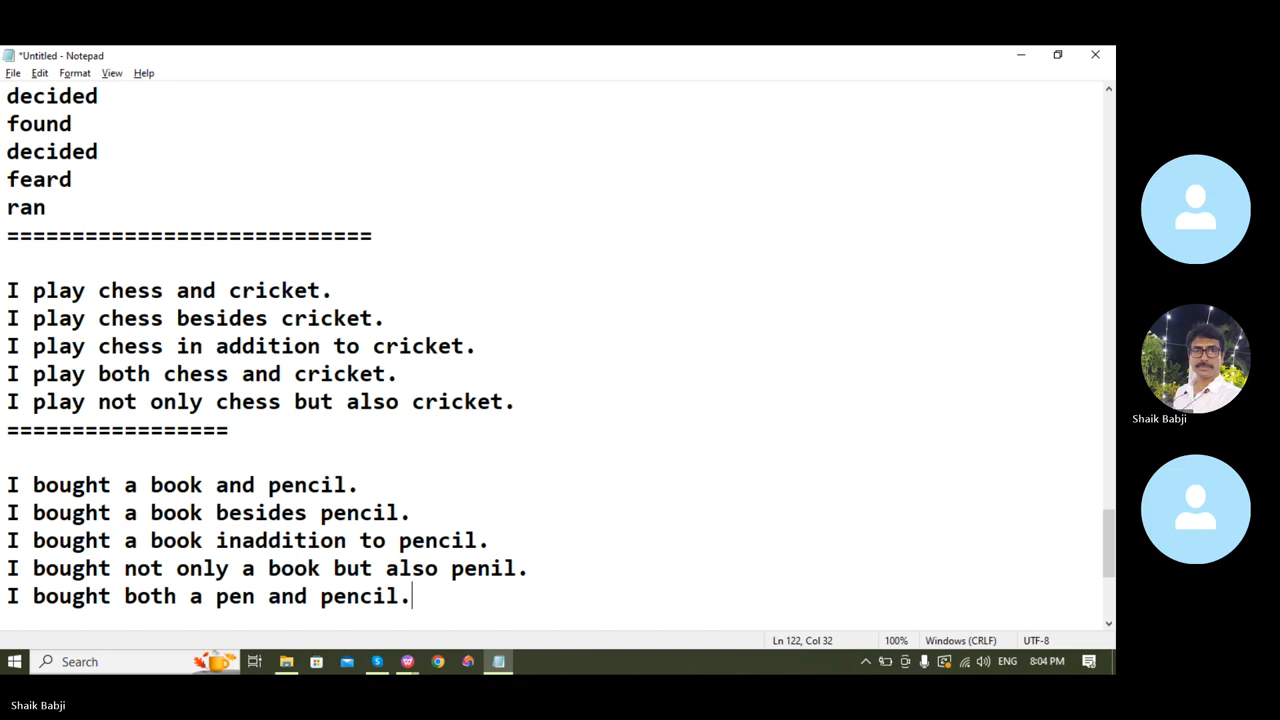 *Untitled - Notepad
File Edit Format View Help
decided
found
decided
feard
ran
============================
I play chess and cricket.
I play chess besides cricket.
I play chess in addition to cricket.
I play both chess and cricket.
I play not only chess but also cricket.
=================
I bought a book and pencil.
I bought a book besides pencil.
I bought a book inaddition to pencil.
I bought not only a book but also penil.
I bought both a pen and pencil.
Ln 122, Col 32 100% Windows (CRLF) UTF-8
Search ENG 8:04 PM
Shaik Babji
Shaik Babji